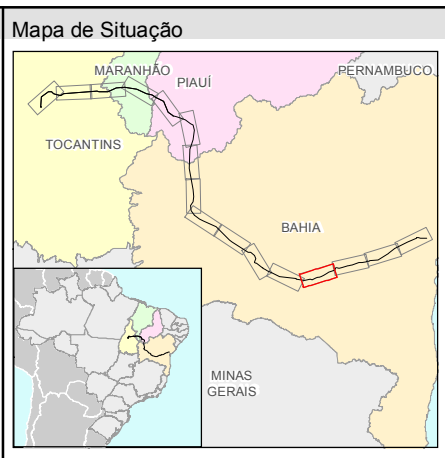 Mapa de Situação
MARANHÃO
PIAUÍ
PERNAMBUCO
TOCANTINS
BAHIA
MINAS
GERAIS